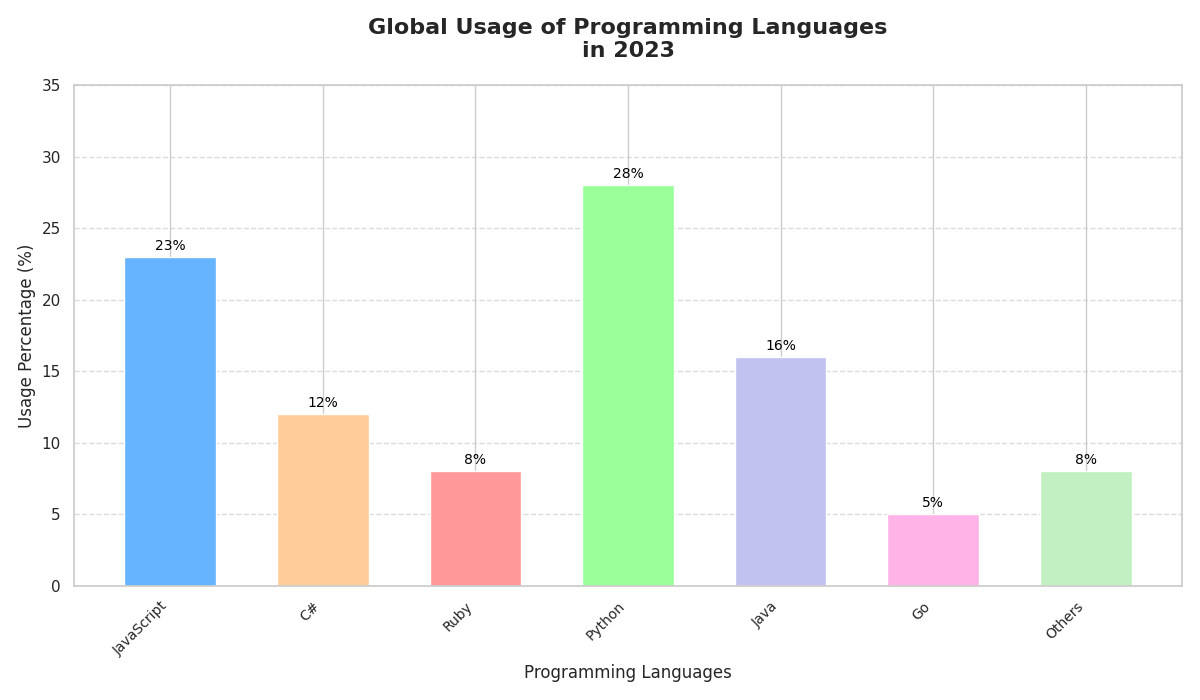 Global Usage of Programming Languages
in 2023
Usage Percentage (%)
35
30
25
20
15
10
5
0
23%
12%
8%
28%
16%
5%
8%
JavaScript
C#
Ruby
Python
Java
Go
Others
Programming Languages